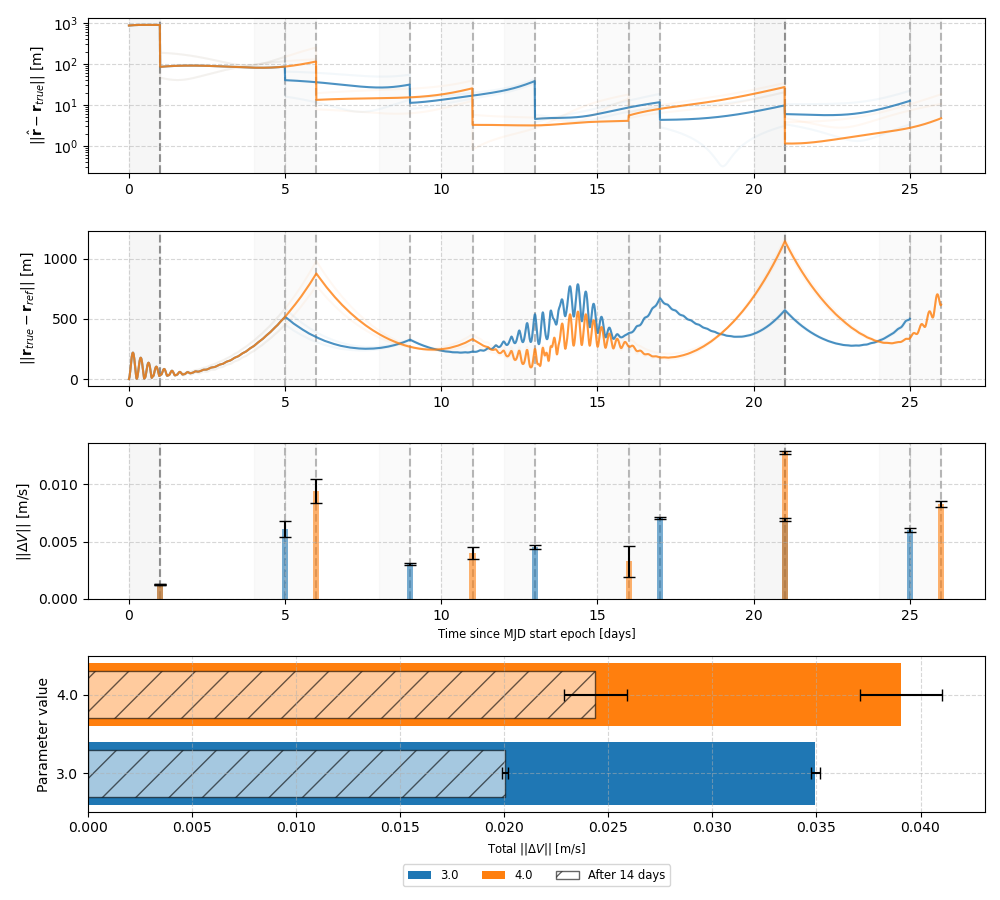 10³
10²
10¹
10⁰
||r̂ − r_true|| [m]
0 5 10 15 20 25
1000
500
0
||r_true − r_ref|| [m]
0 5 10 15 20 25
0.010
0.005
0.000
||ΔV|| [m/s]
0 5 10 15 20 25
Time since MJD start epoch [days]
4.0
3.0
Parameter value
0.000 0.005 0.010 0.015 0.020 0.025 0.030 0.035 0.040
Total ||ΔV|| [m/s]
3.0 4.0 After 14 days